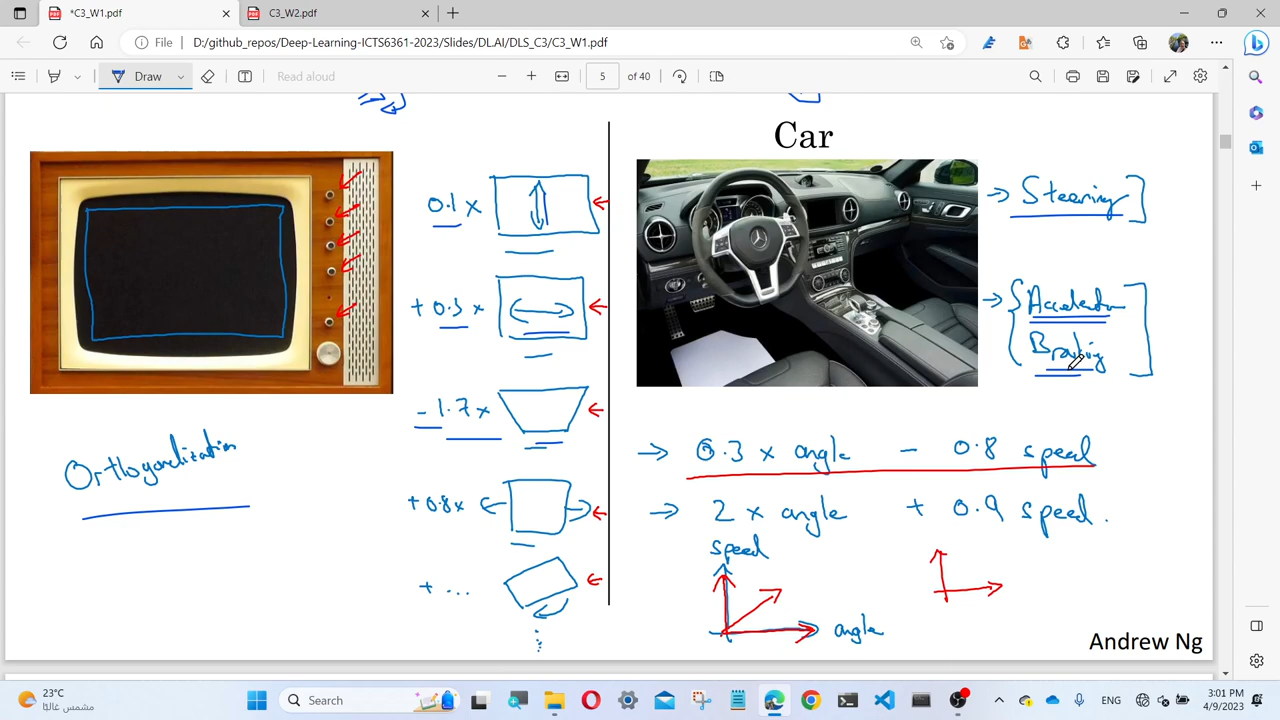 *C3_W1.pdf
C3_W2.pdf
File
D:/github_repos/Deep-Learning-ICTS6361-2023/Slides/DL.AI/DLS_C3/C3_W1.pdf
Draw
Read aloud
5
of 40
Car
0.1 x
+ 0.3 x
- 1.7 x
+ 0.8 x
+ ...
Orthogonalization
→ Steering
→ { Acceleration
Braking
→ 0.3 x angle - 0.8 speed
→ 2 x angle + 0.9 speed.
speed
angle
Andrew Ng
23°C
مشمس غالبًا
Search
ENG
3:01 PM
4/9/2023